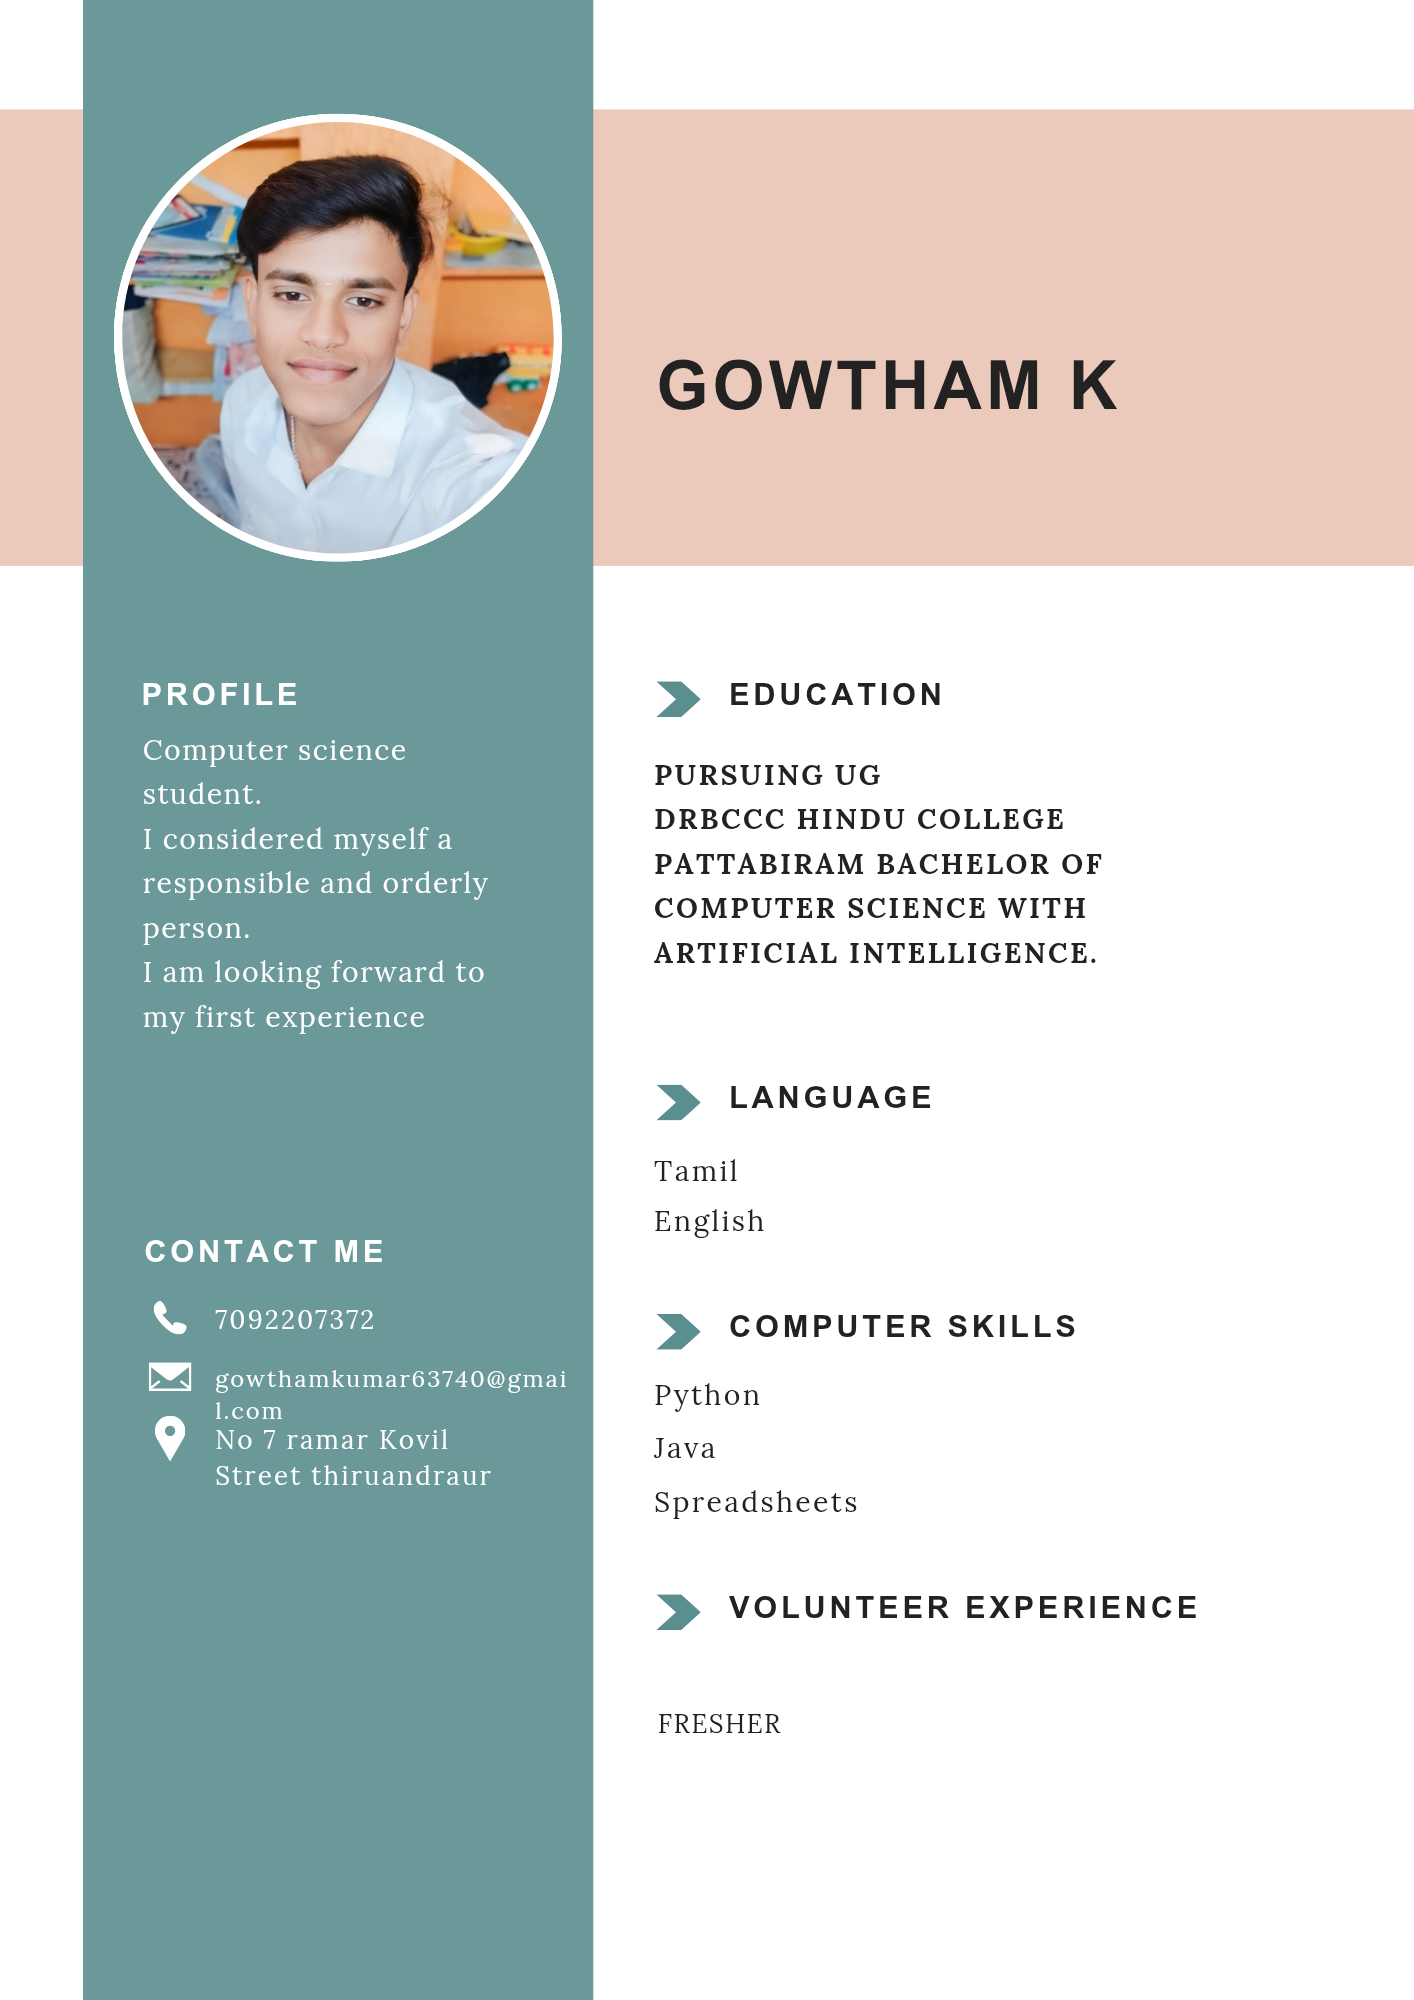 GOWTHAM K
PROFILE
Computer science
student.
I considered myself a
responsible and orderly
person.
I am looking forward to
my first experience
CONTACT ME
7092207372
gowthamkumar63740@gmai
l.com
No 7 ramar Kovil
Street thiruandraur
EDUCATION
PURSUING UG
DRBCCC HINDU COLLEGE
PATTABIRAM BACHELOR OF
COMPUTER SCIENCE WITH
ARTIFICIAL INTELLIGENCE.
LANGUAGE
Tamil
English
COMPUTER SKILLS
Python
Java
Spreadsheets
VOLUNTEER EXPERIENCE
FRESHER